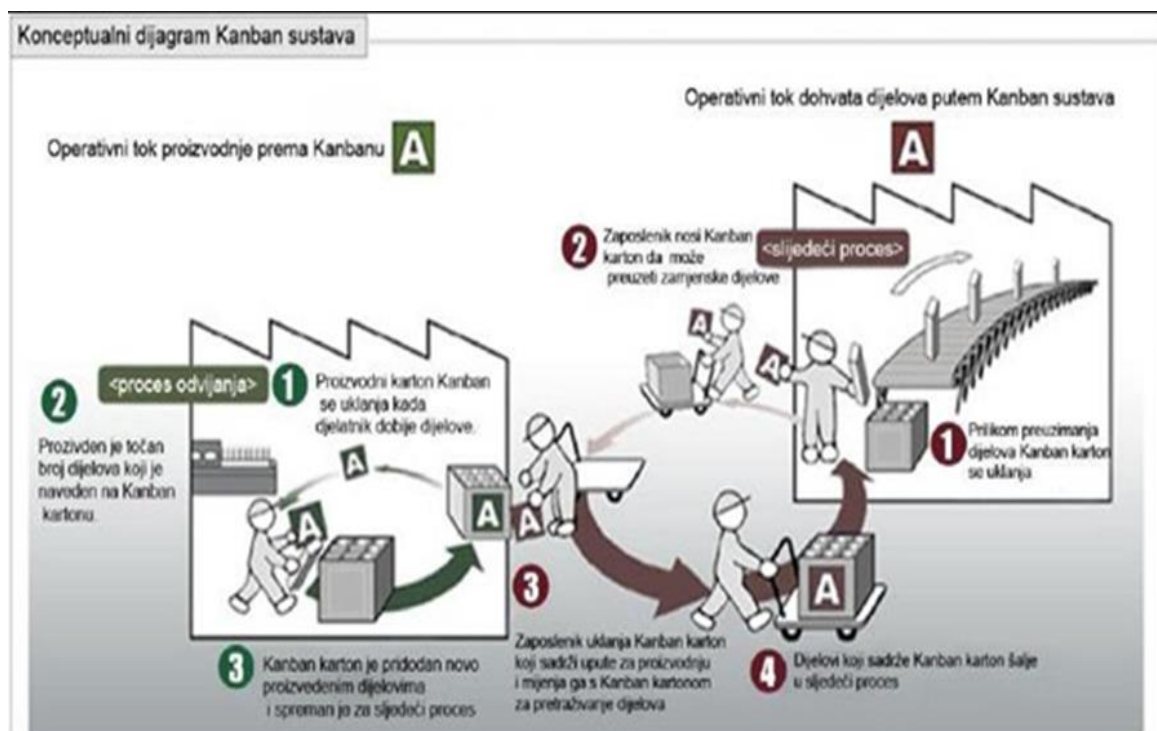 Konceptualni dijagram Kanban sustava
Operativni tok dohvata dijelova putem Kanban sustava
A
Operativni tok proizvodnje prema Kanbanu
A
2
Zaposlenik nosi Kanban
karton da može
preuzeti zamjenske dijelove
<slijedeći proces>
A
A
1
Prilikom preuzimanja
dijelova Kanban karton
se uklanja
<proces odvijanja>
1
Proizvodni karton Kanban
se uklanja kada
djelatnik dobije dijelove.
2
Prozivden je točan
broj dijelova koji je
naveden na Kanban
kartonu.
A
A
A
A
A
3
Kanban karton je pridodan novo
proizvedenim dijelovima
i spreman je za sljedeći proces
3
Zaposlenik uklanja Kanban karton
koji sadrži upute za proizvodnju
i mijenja ga s Kanban kartonom
za pretraživanje dijelova
4
Dijelovi koji sadrže Kanban karton šalje
u sljedeći proces